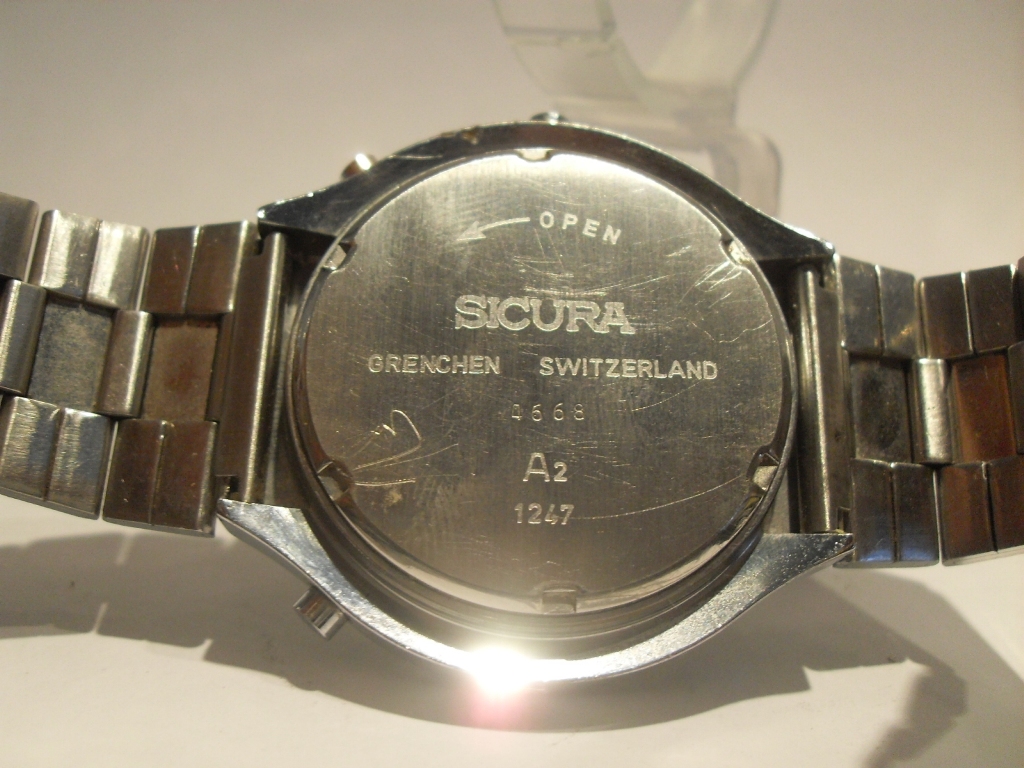 OPEN
SICURA
GRENCHEN SWITZERLAND
4668
A2
1247